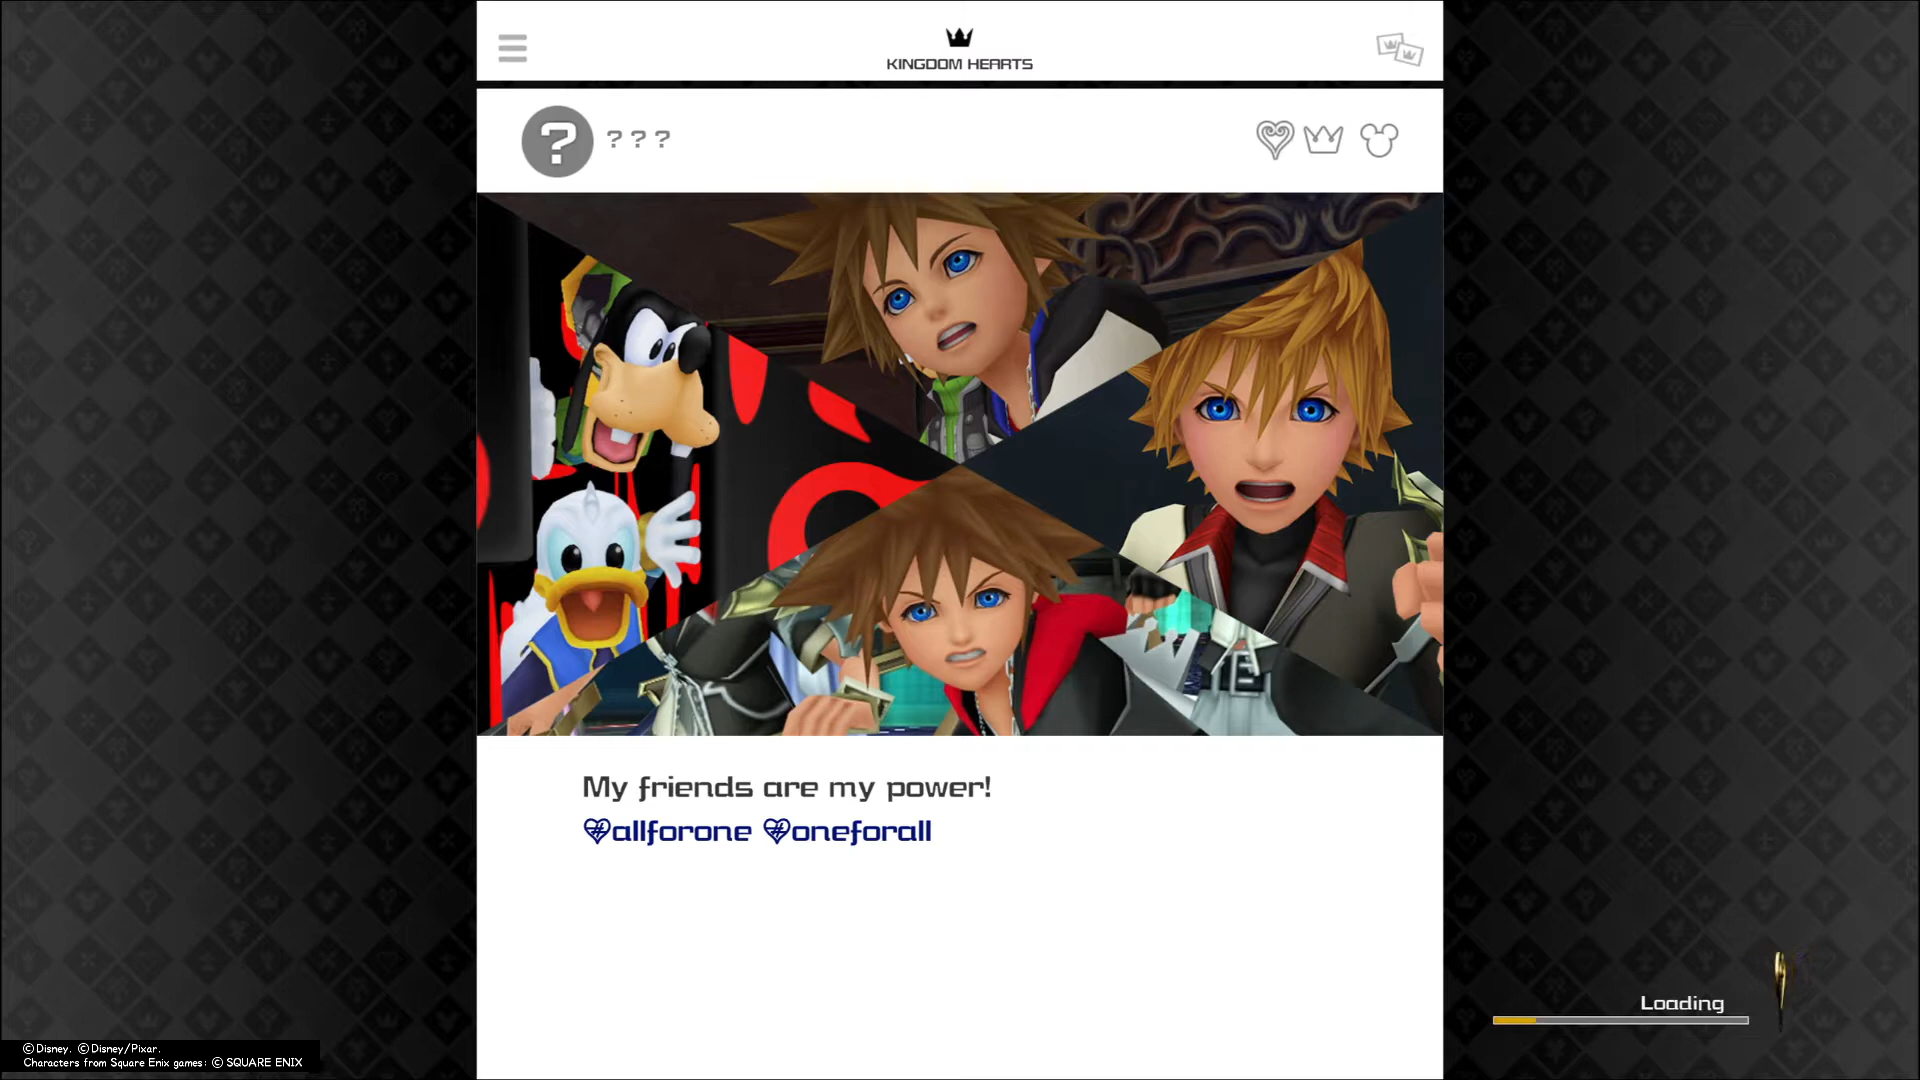 KINGDOM HEARTS
?
? ? ?
My friends are my power!
#allforone #oneforall
Loading
©Disney. ©Disney/Pixar.
Characters from Square Enix games: © SQUARE ENIX